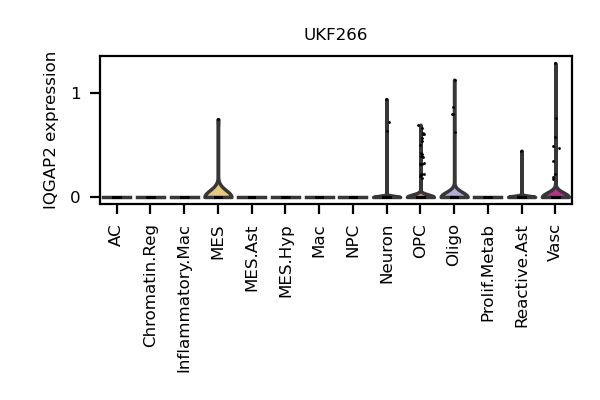 UKF266
IQGAP2 expression
1
0
AC
Chromatin.Reg
Inflammatory.Mac
MES
MES.Ast
MES.Hyp
Mac
NPC
Neuron
OPC
Oligo
Prolif.Metab
Reactive.Ast
Vasc